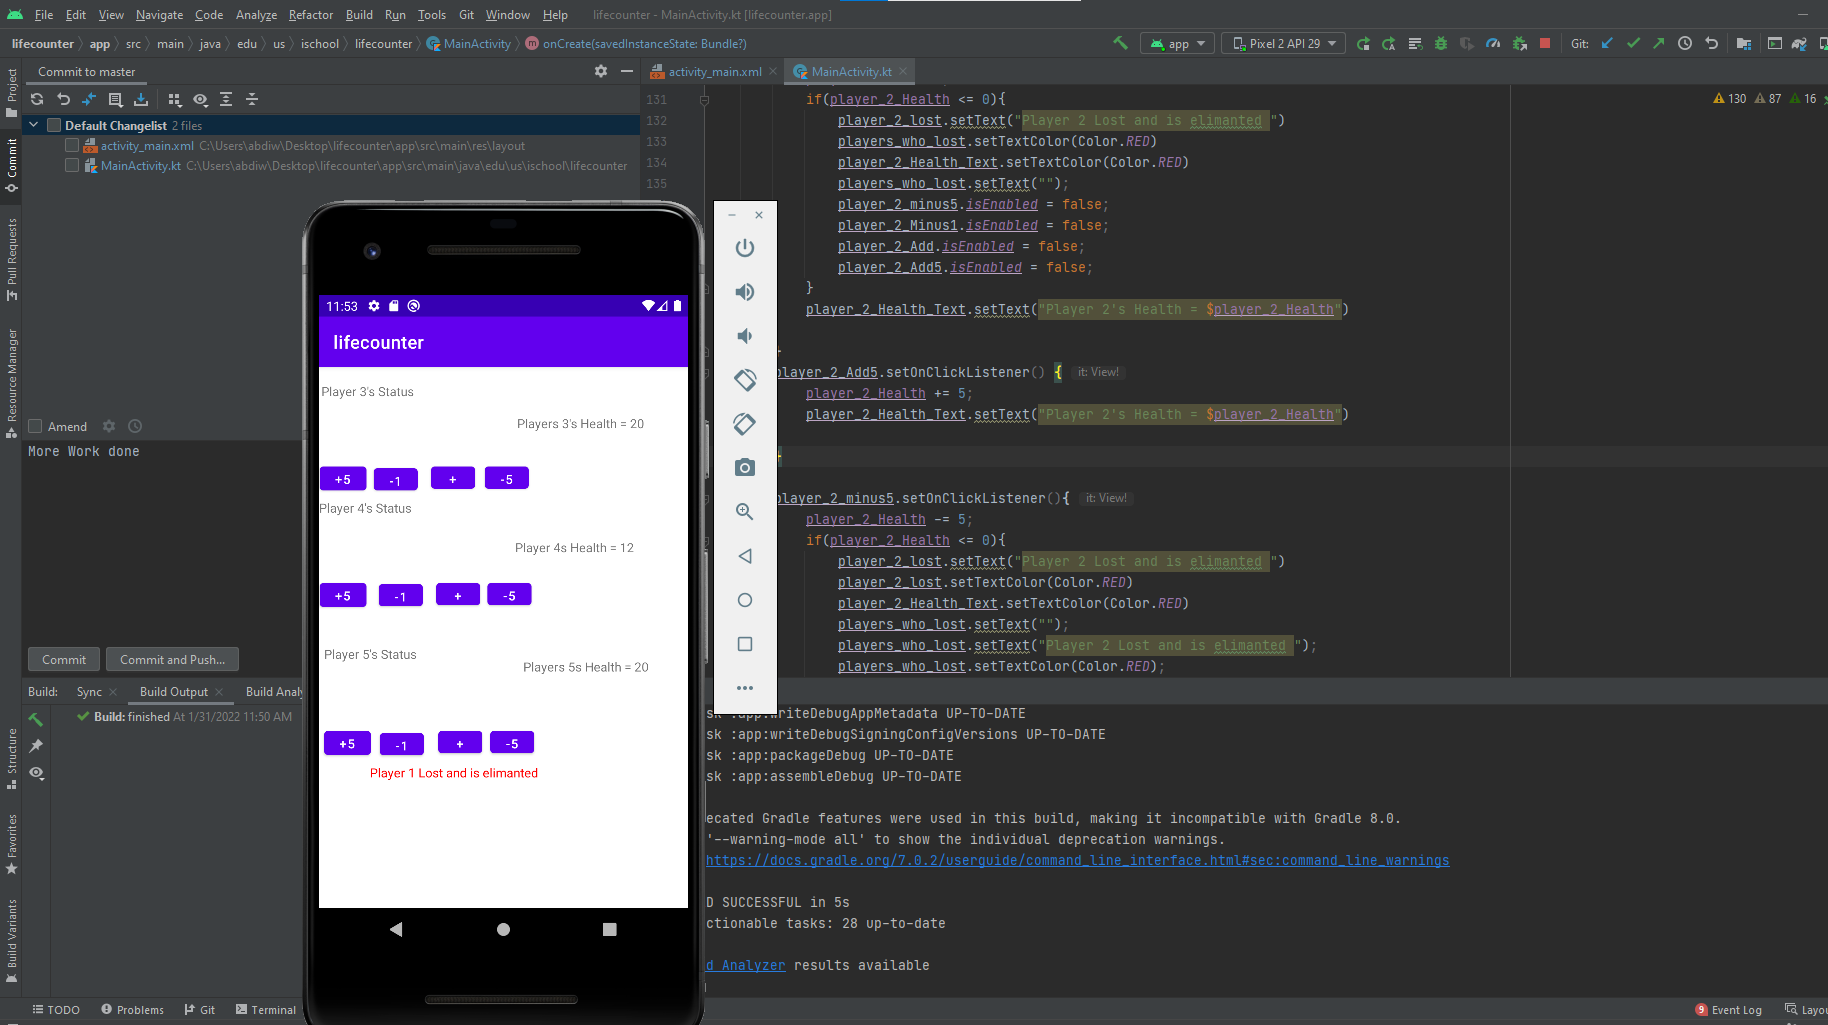 File Edit View Navigate Code Analyze Refactor Build Run Tools Git Window Help lifecounter - MainActivity.kt [lifecounter.app]
lifecounter app src main java edu us ischool lifecounter MainActivity onCreate(savedInstanceState: Bundle?) app Pixel 2 API 29 Git:
Project
Commit
Pull Requests
Resource Manager
Structure
Favorites
Build Variants
Commit to master
Default Changelist 2 files
activity_main.xml C:\Users\abdiw\Desktop\lifecounter\app\src\main\res\layout
MainActivity.kt C:\Users\abdiw\Desktop\lifecounter\app\src\main\java\edu\us\ischool\lifecounter
Amend
More Work done
Commit Commit and Push...
Build: Sync Build Output Build Analy
Build: finished At 1/31/2022 11:50 AM
11:53
lifecounter
Player 3's Status
Players 3's Health = 20
+5 -1 + -5
Player 4's Status
Player 4s Health = 12
+5 -1 + -5
Player 5's Status
Players 5s Health = 20
+5 -1 + -5
Player 1 Lost and is elimanted
activity_main.xml MainActivity.kt
130 87 16
131 if(player_2_Health <= 0){
132 player_2_lost.setText("Player 2 Lost and is elimanted ")
133 players_who_lost.setTextColor(Color.RED)
134 player_2_Health_Text.setTextColor(Color.RED)
135 players_who_lost.setText("");
player_2_minus5.isEnabled = false;
player_2_Minus1.isEnabled = false;
player_2_Add.isEnabled = false;
player_2_Add5.isEnabled = false;
}
player_2_Health_Text.setText("Player 2's Health = $player_2_Health")
player_2_Add5.setOnClickListener() { it: View!
player_2_Health += 5;
player_2_Health_Text.setText("Player 2's Health = $player_2_Health")
player_2_minus5.setOnClickListener(){ it: View!
player_2_Health -= 5;
if(player_2_Health <= 0){
player_2_lost.setText("Player 2 Lost and is elimanted ")
player_2_lost.setTextColor(Color.RED)
player_2_Health_Text.setTextColor(Color.RED)
players_who_lost.setText("");
players_who_lost.setText("Player 2 Lost and is elimanted ");
players_who_lost.setTextColor(Color.RED);
sk :app:writeDebugAppMetadata UP-TO-DATE
sk :app:writeDebugSigningConfigVersions UP-TO-DATE
sk :app:packageDebug UP-TO-DATE
sk :app:assembleDebug UP-TO-DATE
ecated Gradle features were used in this build, making it incompatible with Gradle 8.0.
'--warning-mode all' to show the individual deprecation warnings.
https://docs.gradle.org/7.0.2/userguide/command_line_interface.html#sec:command_line_warnings
D SUCCESSFUL in 5s
ctionable tasks: 28 up-to-date
d Analyzer results available
TODO Problems Git Terminal 9 Event Log Layou